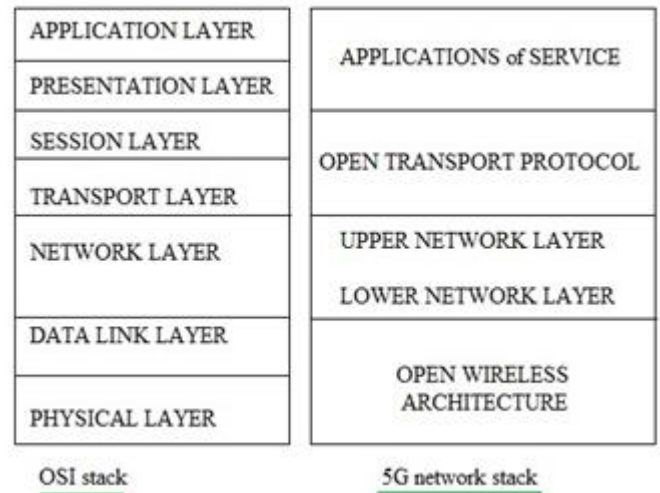 APPLICATION LAYER
PRESENTATION LAYER
SESSION LAYER
TRANSPORT LAYER
NETWORK LAYER
DATA LINK LAYER
PHYSICAL LAYER
OSI stack
APPLICATIONS of SERVICE
OPEN TRANSPORT PROTOCOL
UPPER NETWORK LAYER
LOWER NETWORK LAYER
OPEN WIRELESS
ARCHITECTURE
5G network stack